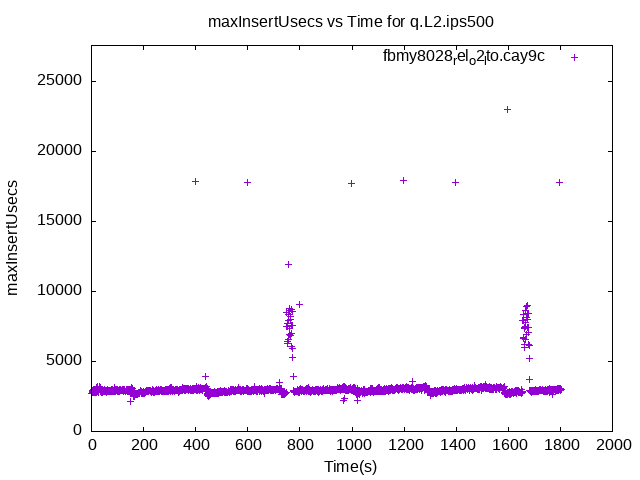 maxInsertUsecs vs Time for q.L2.ips500
fbmy8028relo2lto.cay9c
25000
20000
15000
10000
5000
0
maxInsertUsecs
0 200 400 600 800 1000 1200 1400 1600 1800 2000
Time(s)